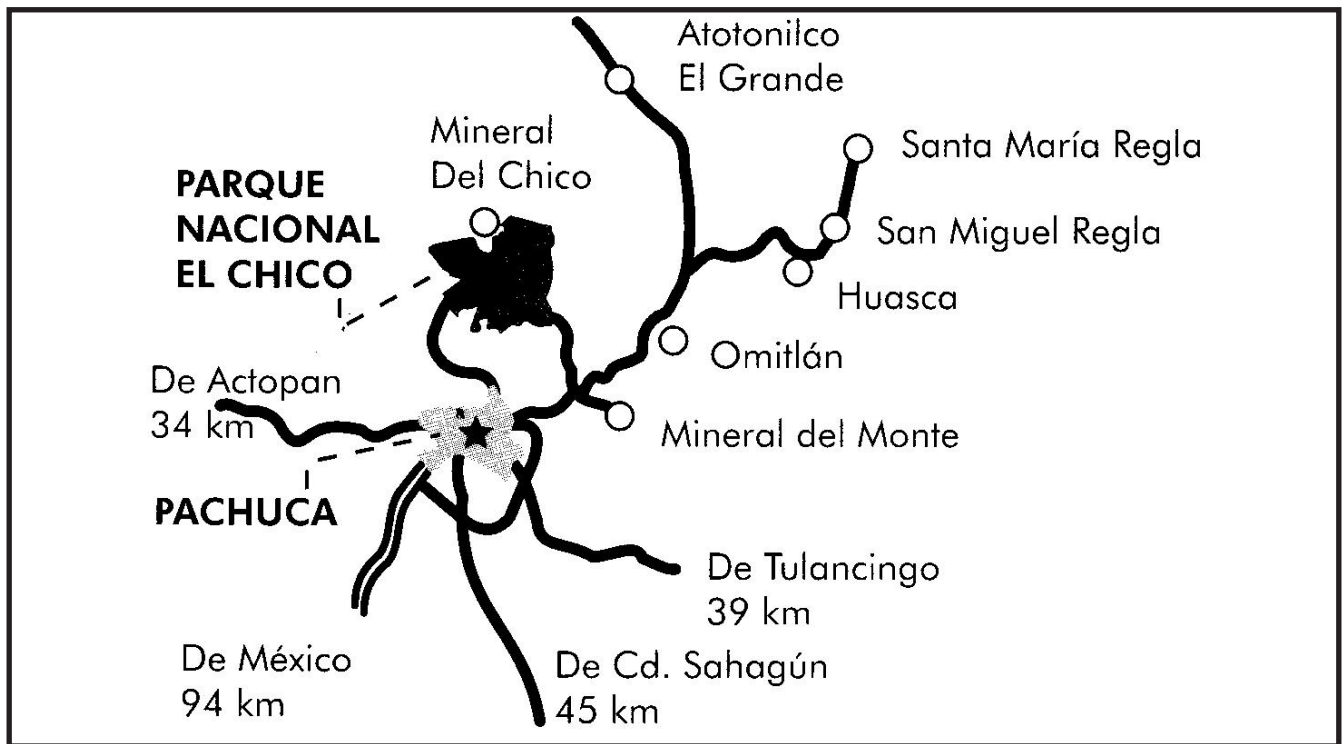 Atotonilco
El Grande
Mineral
Del Chico
Santa María Regla
PARQUE
NACIONAL
EL CHICO
San Miguel Regla
Huasca
Omitlán
De Actopan
34 km
Mineral del Monte
PACHUCA
De Tulancingo
39 km
De México
94 km
De Cd. Sahagún
45 km